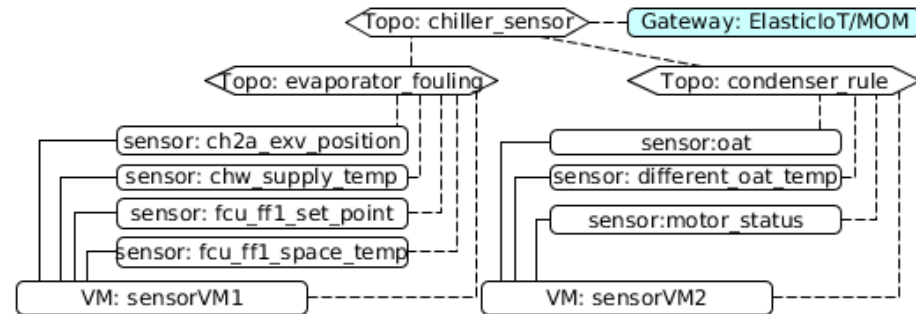 Topo: chiller_sensor
Gateway: ElasticIoT/MOM
Topo: evaporator_fouling
Topo: condenser_rule
sensor: ch2a_exv_position
sensor:oat
sensor: chw_supply_temp
sensor: different_oat_temp
sensor: fcu_ff1_set_point
sensor:motor_status
sensor: fcu_ff1_space_temp
VM: sensorVM1
VM: sensorVM2